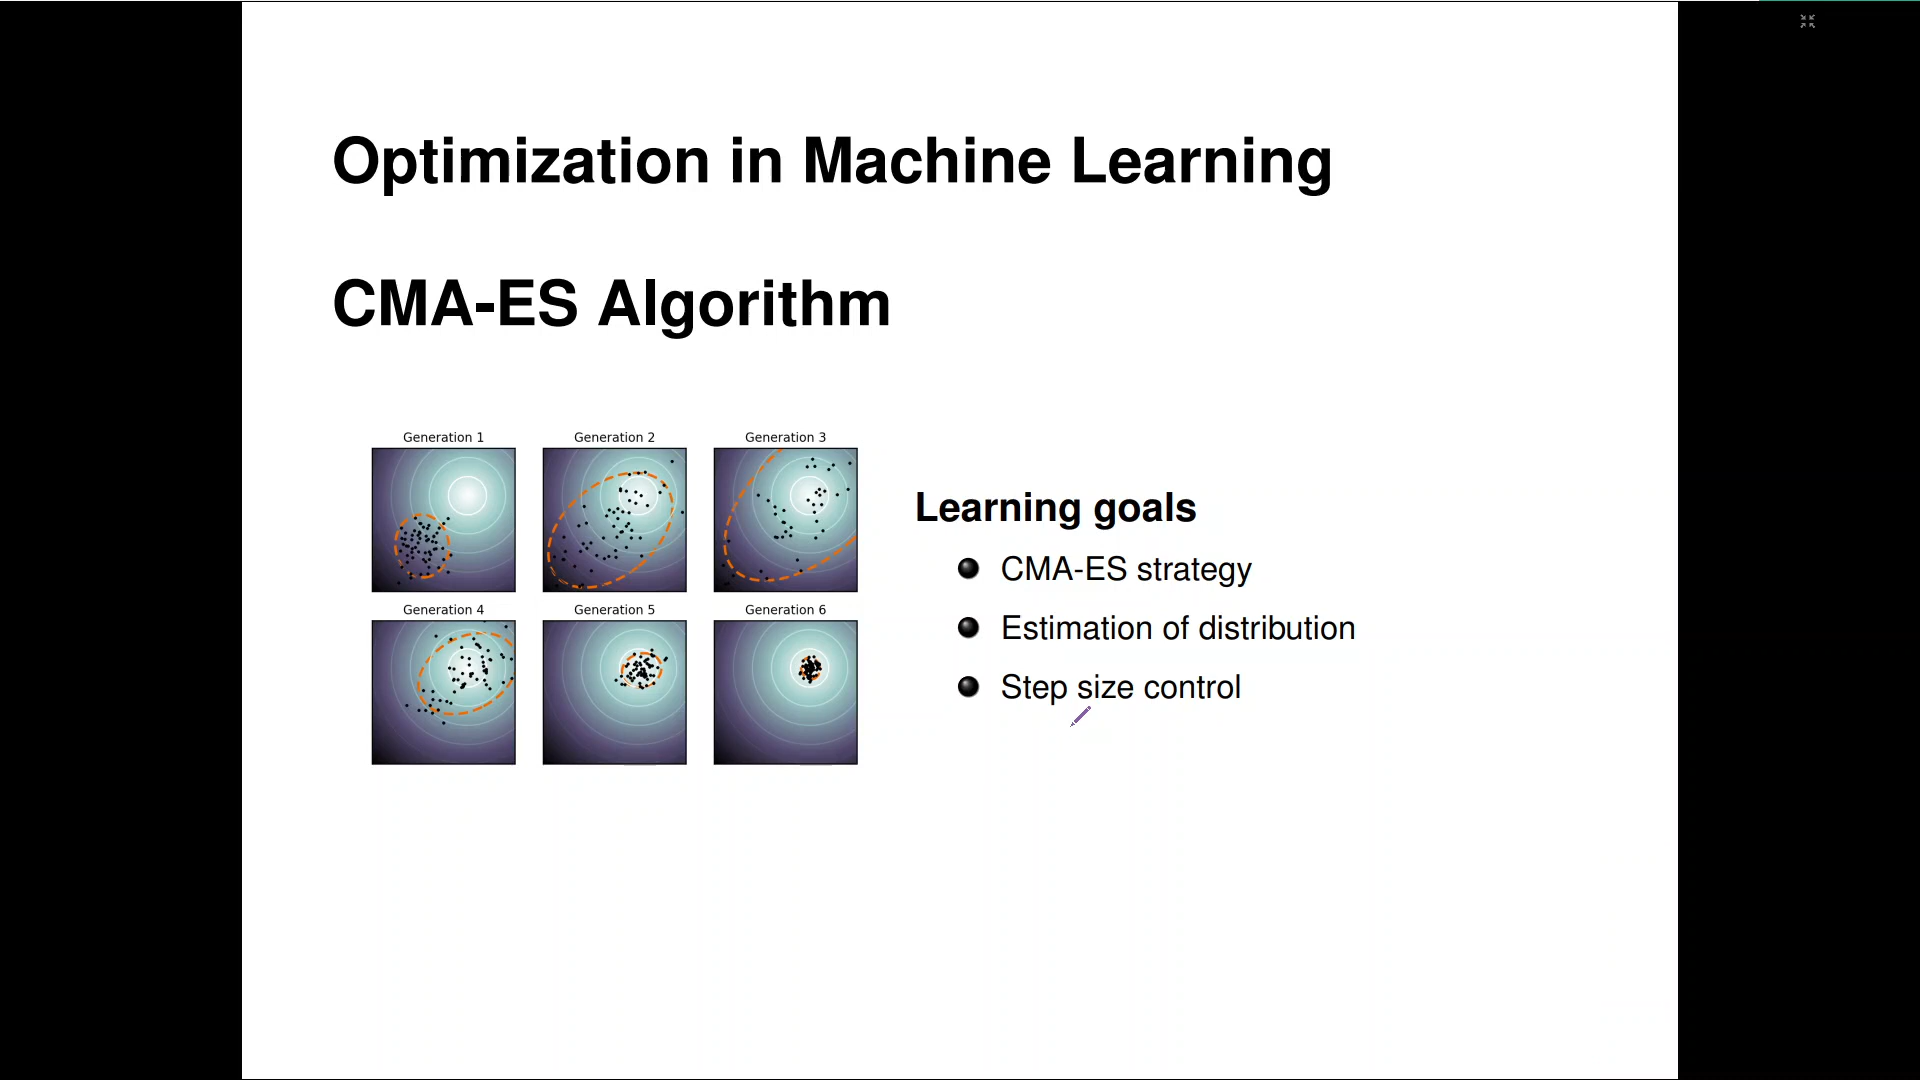 Optimization in Machine Learning
CMA-ES Algorithm
Generation 1
Generation 2
Generation 3
Generation 4
Generation 5
Generation 6
Learning goals
CMA-ES strategy
Estimation of distribution
Step size control